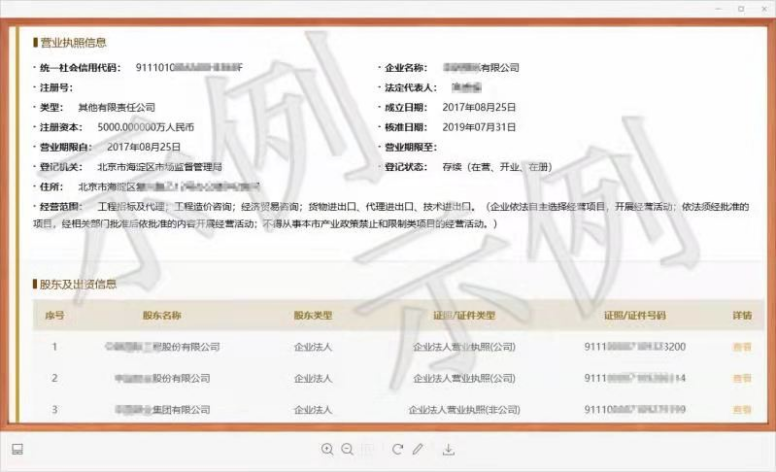 营业执照信息
· 统一社会信用代码： 9111010 F
· 企业名称： 有限公司
· 注册号：
· 法定代表人：
· 类型： 其他有限责任公司
· 成立日期： 2017年08月25日
· 注册资本： 5000.000000万人民币
· 核准日期： 2019年07月31日
· 营业期限自： 2017年08月25日
· 营业期限至：
· 登记机关： 北京市海淀区市场监督管理局
· 登记状态： 存续（在营、开业、在册）
· 住所： 北京市海淀区
· 经营范围： 工程招标及代理；工程造价咨询；经济贸易咨询；货物进出口、代理进出口、技术进出口。（企业依法自主选择经营项目，开展经营活动；依法须经批准的
项目，经相关部门批准后依批准的内容开展经营活动；不得从事本市产业政策禁止和限制类项目的经营活动。）
股东及出资信息
序号 股东名称 股东类型 证照/证件类型 证照/证件号码 详情
1 工程股份有限公司 企业法人 企业法人营业执照(公司) 9111 3200 查看
2 股份有限公司 企业法人 企业法人营业执照(公司) 9111 14 查看
3 集团有限公司 企业法人 企业法人营业执照(非公司) 91110 查看
示例
示例